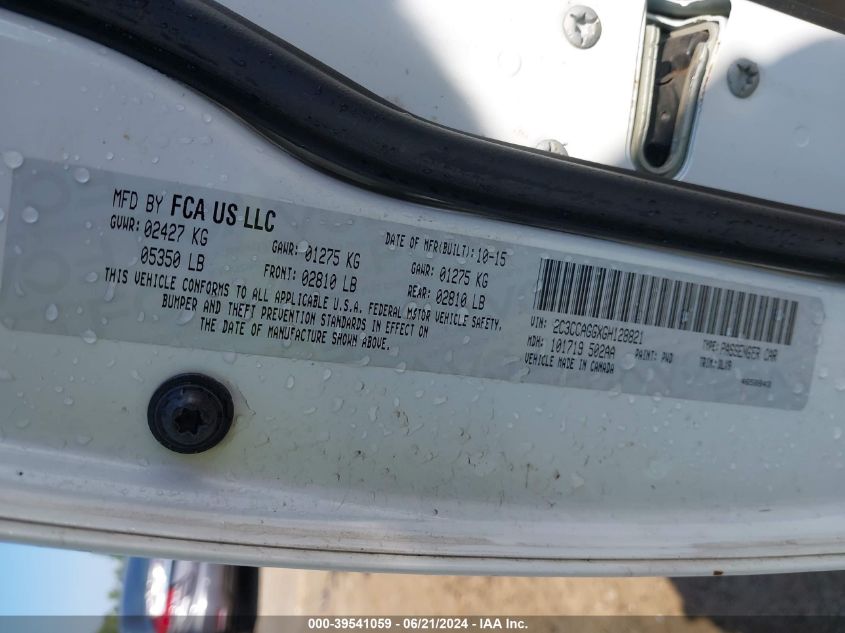 MFD BY FCA US LLC
GVWR: 02427 KG
05350 LB
GAWR: 01275 KG
FRONT: 02810 LB
DATE OF MFR(BUILT): 10-15
GAWR: 01275 KG
REAR: 02810 LB
THIS VEHICLE CONFORMS TO ALL APPLICABLE U.S.A. FEDERAL MOTOR VEHICLE SAFETY,
BUMPER AND THEFT PREVENTION STANDARDS IN EFFECT ON
THE DATE OF MANUFACTURE SHOWN ABOVE.
VIN: 2C3CCAGGXGH128821
TYPE: PASSENGER CAR
MDH: 101719 502AA
PAINT: PWD
TRIM: DLX9
VEHICLE MADE IN CANADA
000-39541059 - 06/21/2024 - IAA Inc.